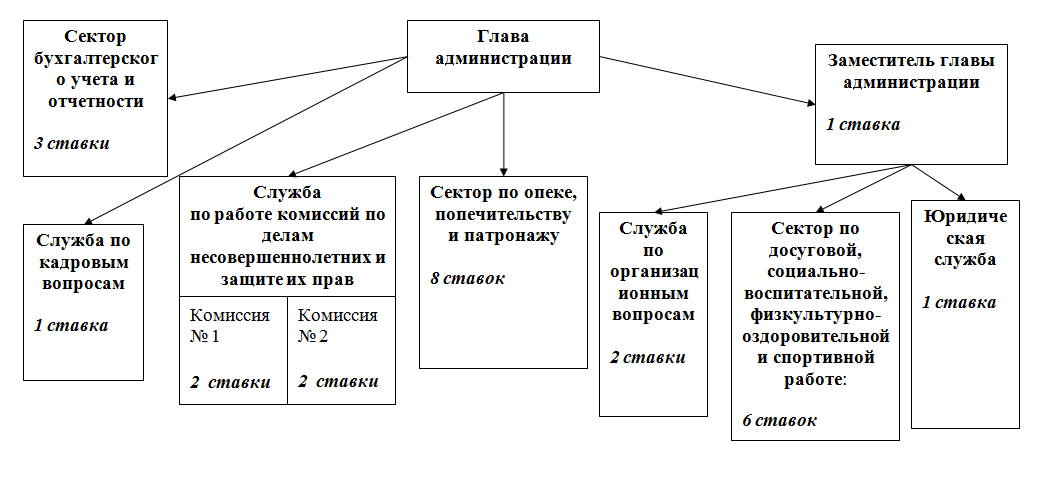 Сектор
бухгалтерског
о учета и
отчетности
3 ставки
Глава
администрации
Заместитель главы
администрации
1 ставка
Служба по
кадровым
вопросам
1 ставка
Служба
по работе комиссий по
делам
несовершеннолетних и
защите их прав
Комиссия
№ 1
2 ставки
Комиссия
№ 2
2 ставки
Сектор по опеке,
попечительству
и патронажу
8 ставок
Служба
по
организац
ионным
вопросам
2 ставки
Сектор по
досуговой,
социально-
воспитательной,
физкультурно-
оздоровительной
и спортивной
работе:
6 ставок
Юридиче
ская
служба
1 ставка